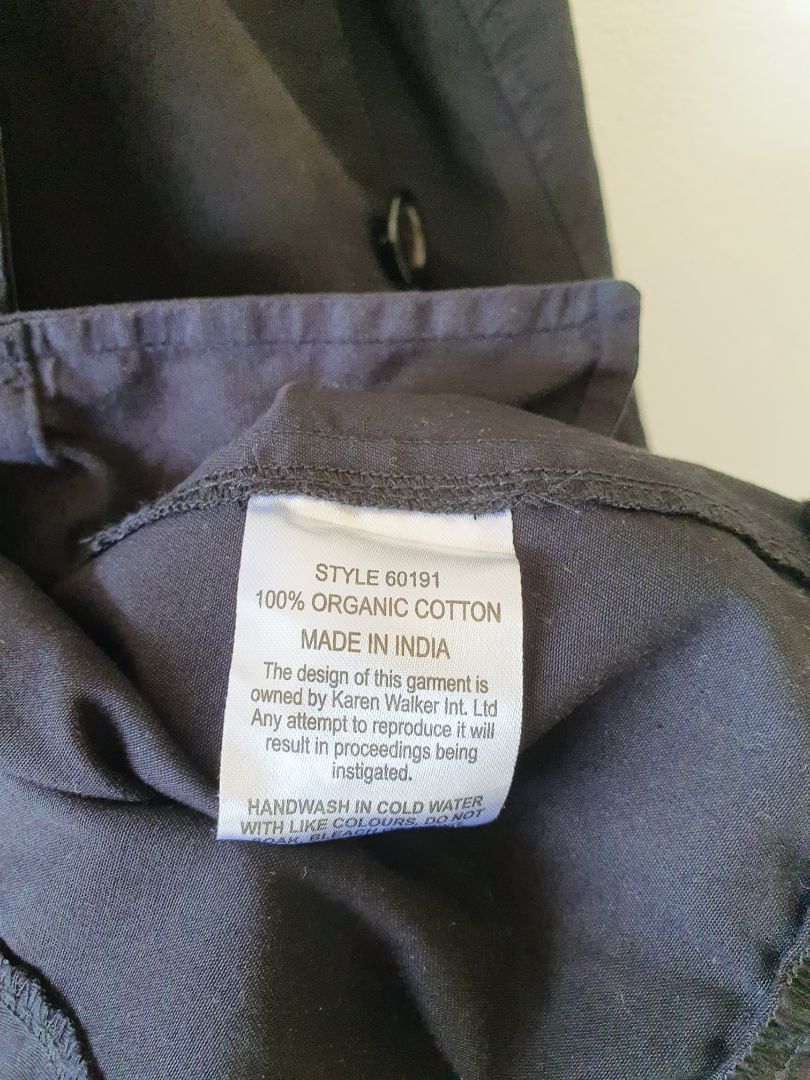 STYLE 60191
100% ORGANIC COTTON
MADE IN INDIA
The design of this garment is
owned by Karen Walker Int. Ltd
Any attempt to reproduce it will
result in proceedings being
instigated.
HANDWASH IN COLD WATER
WITH LIKE COLOURS, DO NOT
SOAK, BLEACH